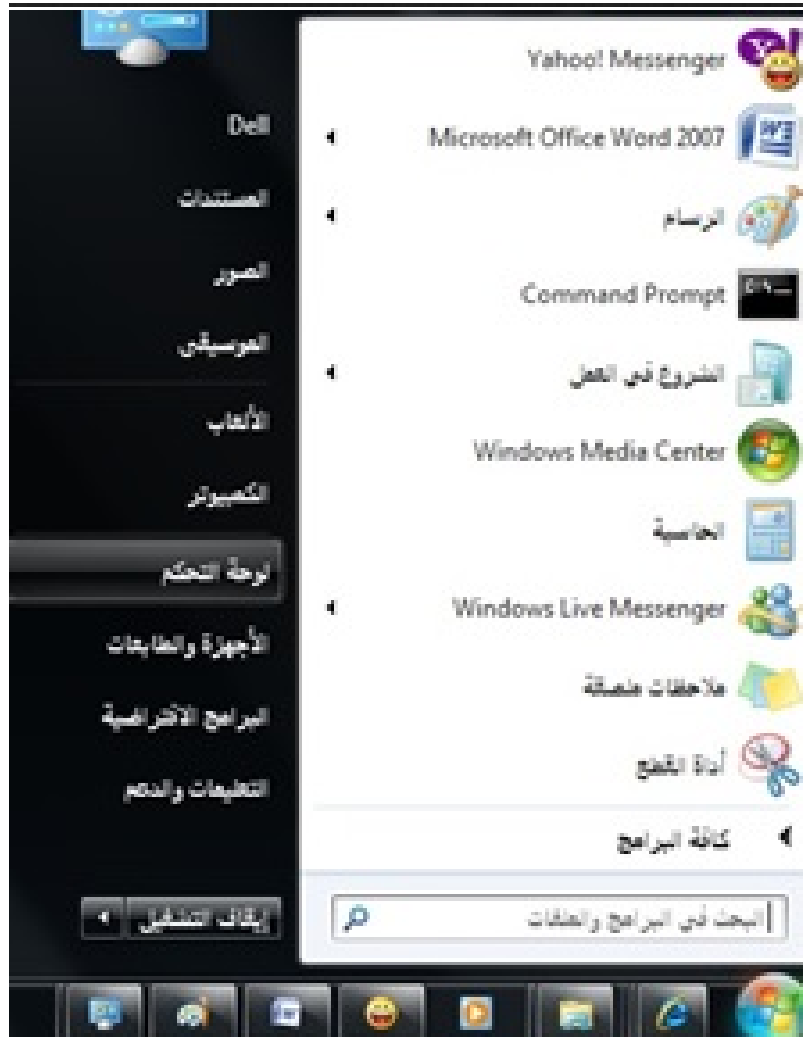 Yahoo! Messenger
Microsoft Office Word 2007
الرسام
Command Prompt
الشروع في العمل
Windows Media Center
الحاسبة
Windows Live Messenger
ملاحظات ملصقة
أداة القطع
كافة البرامج
البحث في البرامج والملفات
Dell
المستندات
الصور
الموسيقى
الألعاب
الكمبيوتر
لوحة التحكم
الأجهزة والطابعات
البرامج الافتراضية
التعليمات والدعم
إيقاف التشغيل